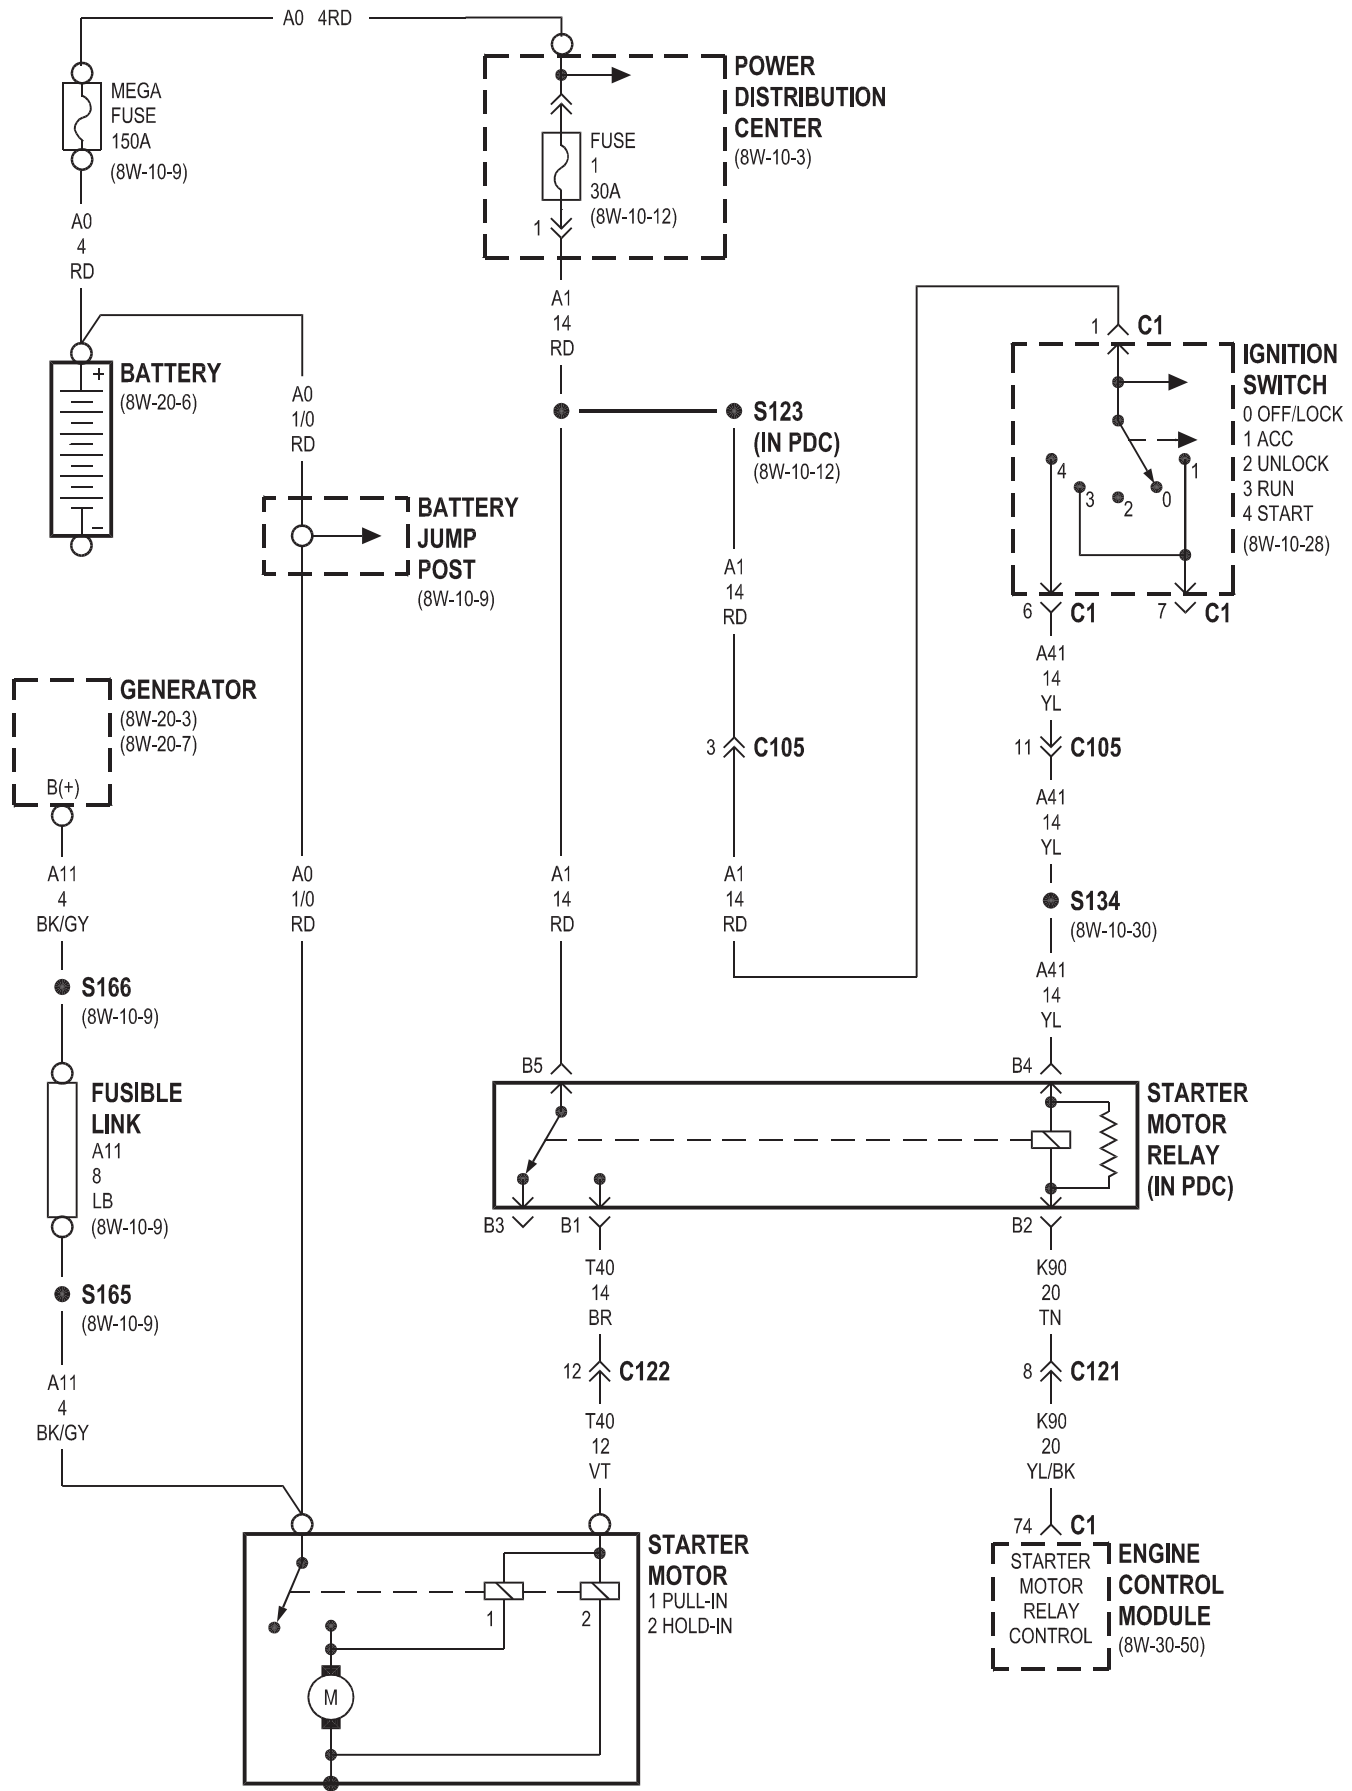 A0 4RD
MEGA
FUSE
150A
(8W-10-9)
POWER
DISTRIBUTION
CENTER
(8W-10-3)
FUSE
1
30A
(8W-10-12)
1
A0
4
RD
A1
14
RD
BATTERY
(8W-20-6)
+
−
A0
1/0
RD
BATTERY
JUMP
POST
(8W-10-9)
S123
(IN PDC)
(8W-10-12)
1 C1
IGNITION
SWITCH
0 OFF/LOCK
1 ACC
2 UNLOCK
3 RUN
4 START
(8W-10-28)
4
3
2
0
1
6 C1
7 C1
A1
14
RD
A41
14
YL
GENERATOR
(8W-20-3)
(8W-20-7)
B(+)
3 C105
11 C105
A11
4
BK/GY
A0
1/0
RD
A1
14
RD
A1
14
RD
A41
14
YL
S134
(8W-10-30)
A41
14
YL
S166
(8W-10-9)
FUSIBLE
LINK
A11
8
LB
(8W-10-9)
S165
(8W-10-9)
A11
4
BK/GY
B5
B4
STARTER
MOTOR
RELAY
(IN PDC)
B3
B1
B2
T40
14
BR
K90
20
TN
12 C122
8 C121
T40
12
VT
K90
20
YL/BK
74 C1
STARTER
MOTOR
1 PULL-IN
2 HOLD-IN
1
2
M
STARTER
MOTOR
RELAY
CONTROL
ENGINE
CONTROL
MODULE
(8W-30-50)